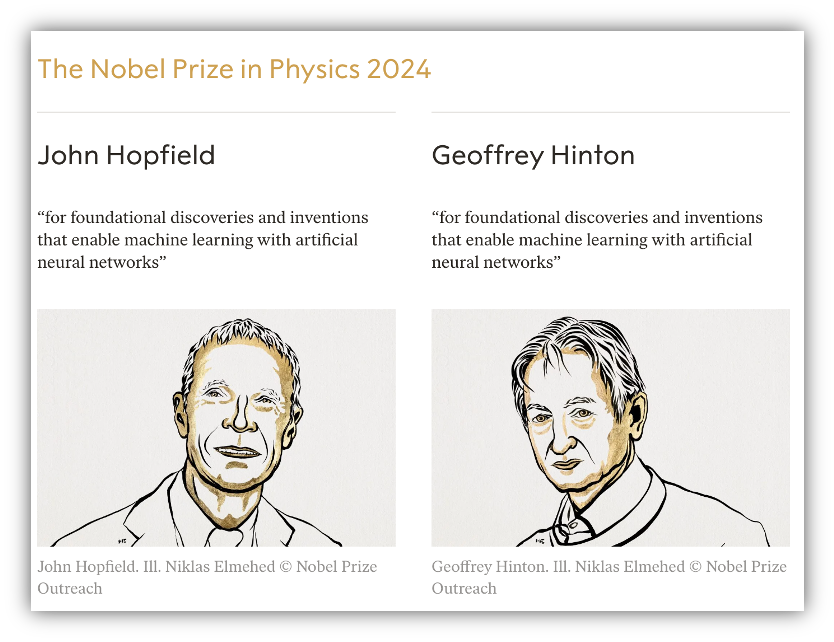 The Nobel Prize in Physics 2024
John Hopfield
“for foundational discoveries and inventions
that enable machine learning with artificial
neural networks”
John Hopfield. Ill. Niklas Elmehed © Nobel Prize
Outreach
Geoffrey Hinton
“for foundational discoveries and inventions
that enable machine learning with artificial
neural networks”
Geoffrey Hinton. Ill. Niklas Elmehed © Nobel Prize
Outreach